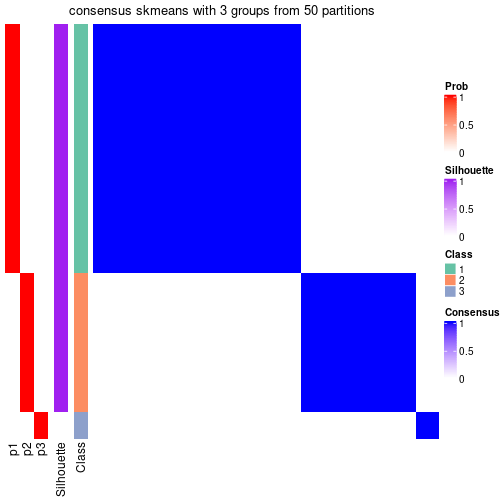 consensus skmeans with 3 groups from 50 partitions
Prob
1
0.5
0
Silhouette
1
0.5
0
Class
1
2
3
Consensus
1
0.5
0
p1
p2
p3
Silhouette
Class